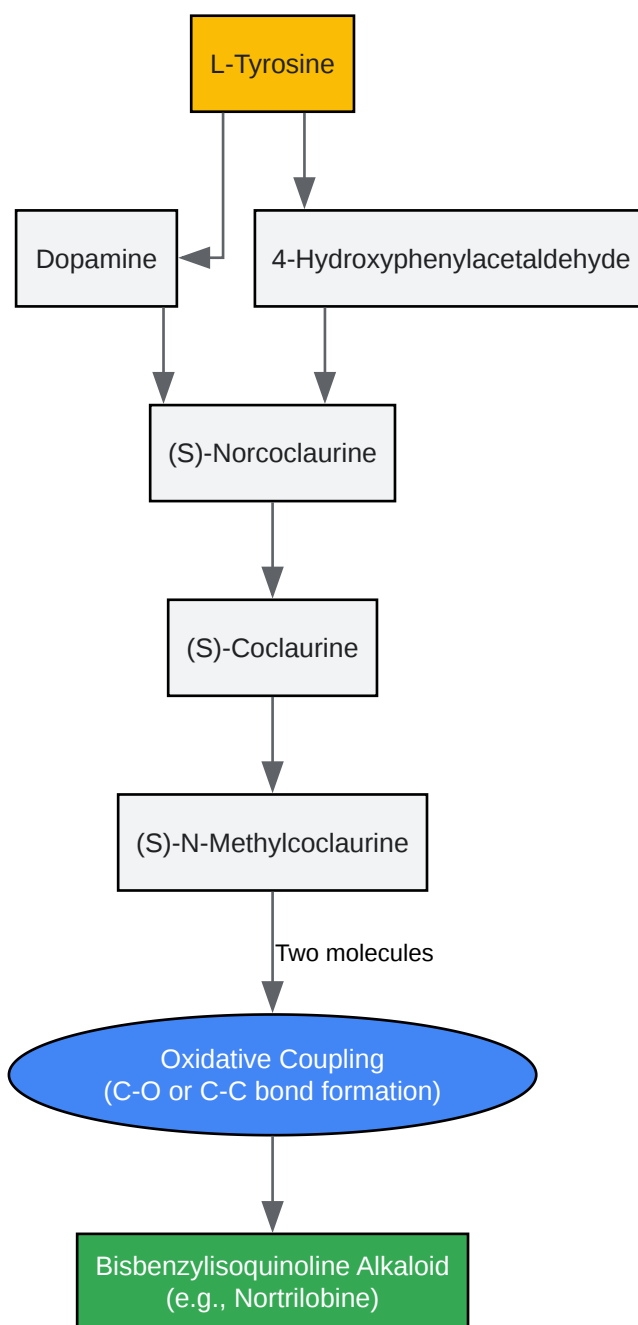 L-Tyrosine
Dopamine
4-Hydroxyphenylacetaldehyde
(S)-Norcoclaurine
(S)-Coclaurine
(S)-N-Methylcoclaurine
Two molecules
Oxidative Coupling
(C-O or C-C bond formation)
Bisbenzylisoquinoline Alkaloid
(e.g., Nortrilobine)